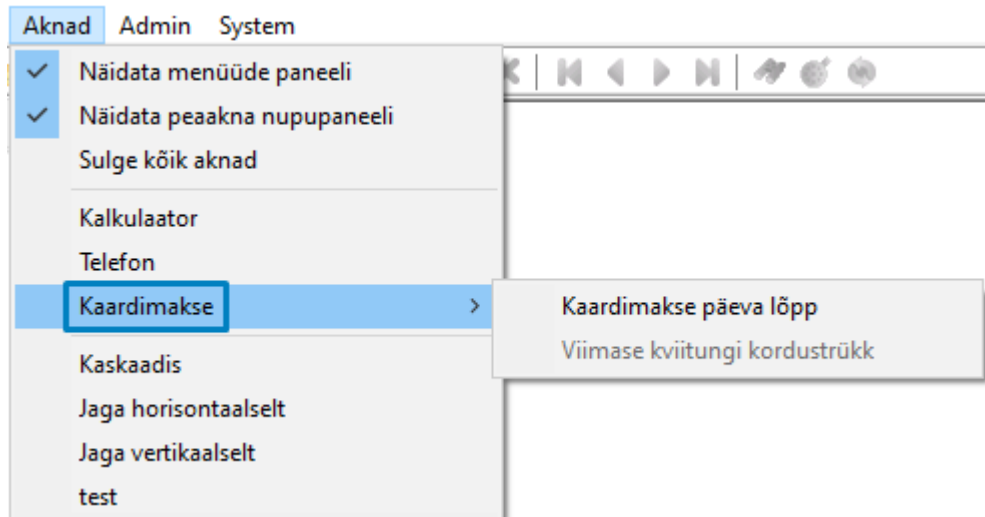 Aknad Admin System
Näidata menüüde paneeli
Näidata peaakna nupupaneeli
Sulge kõik aknad
Kalkulaator
Telefon
Kaardimakse
Kaardimakse päeva lõpp
Viimase kviitungi kordustrükk
Kaskaadis
Jaga horisontaalselt
Jaga vertikaalselt
test